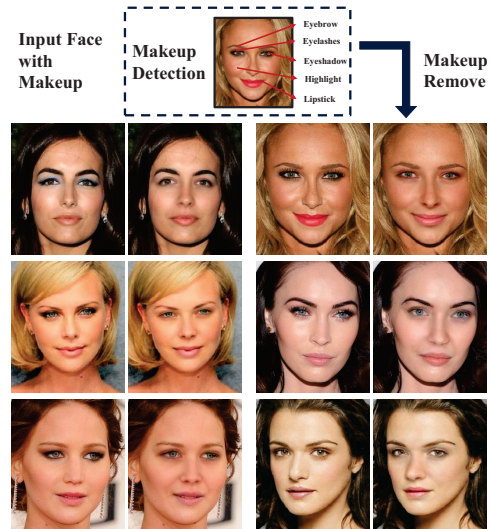 Input Face
with
Makeup
Makeup
Detection
Eyebrow
Eyelashes
Eyeshadow
Highlight
Lipstick
Makeup
Remove